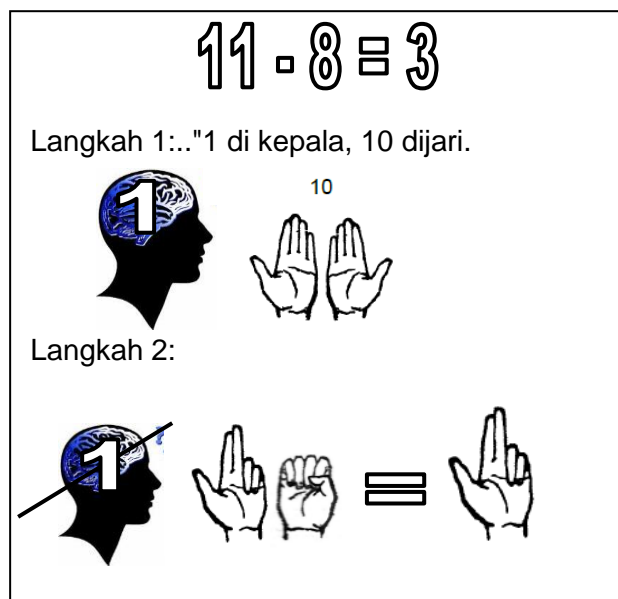 11 - 8 = 3
Langkah 1:.."1 di kepala, 10 dijari.
1
10
Langkah 2:
1
=